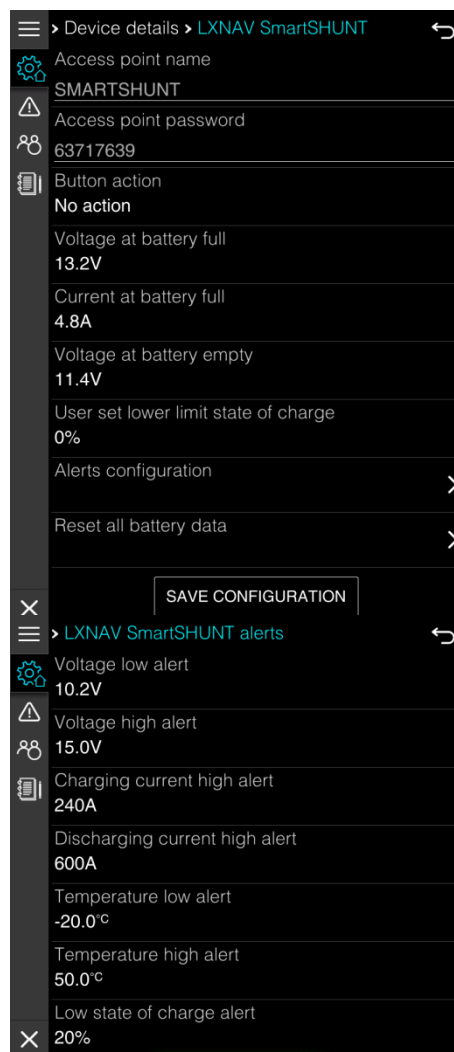 > Device details > LXNAV SmartSHUNT
Access point name
SMARTSHUNT
Access point password
63717639
Button action
No action
Voltage at battery full
13.2V
Current at battery full
4.8A
Voltage at battery empty
11.4V
User set lower limit state of charge
0%
Alerts configuration
Reset all battery data
SAVE CONFIGURATION
> LXNAV SmartSHUNT alerts
Voltage low alert
10.2V
Voltage high alert
15.0V
Charging current high alert
240A
Discharging current high alert
600A
Temperature low alert
-20.0°C
Temperature high alert
50.0°C
Low state of charge alert
20%